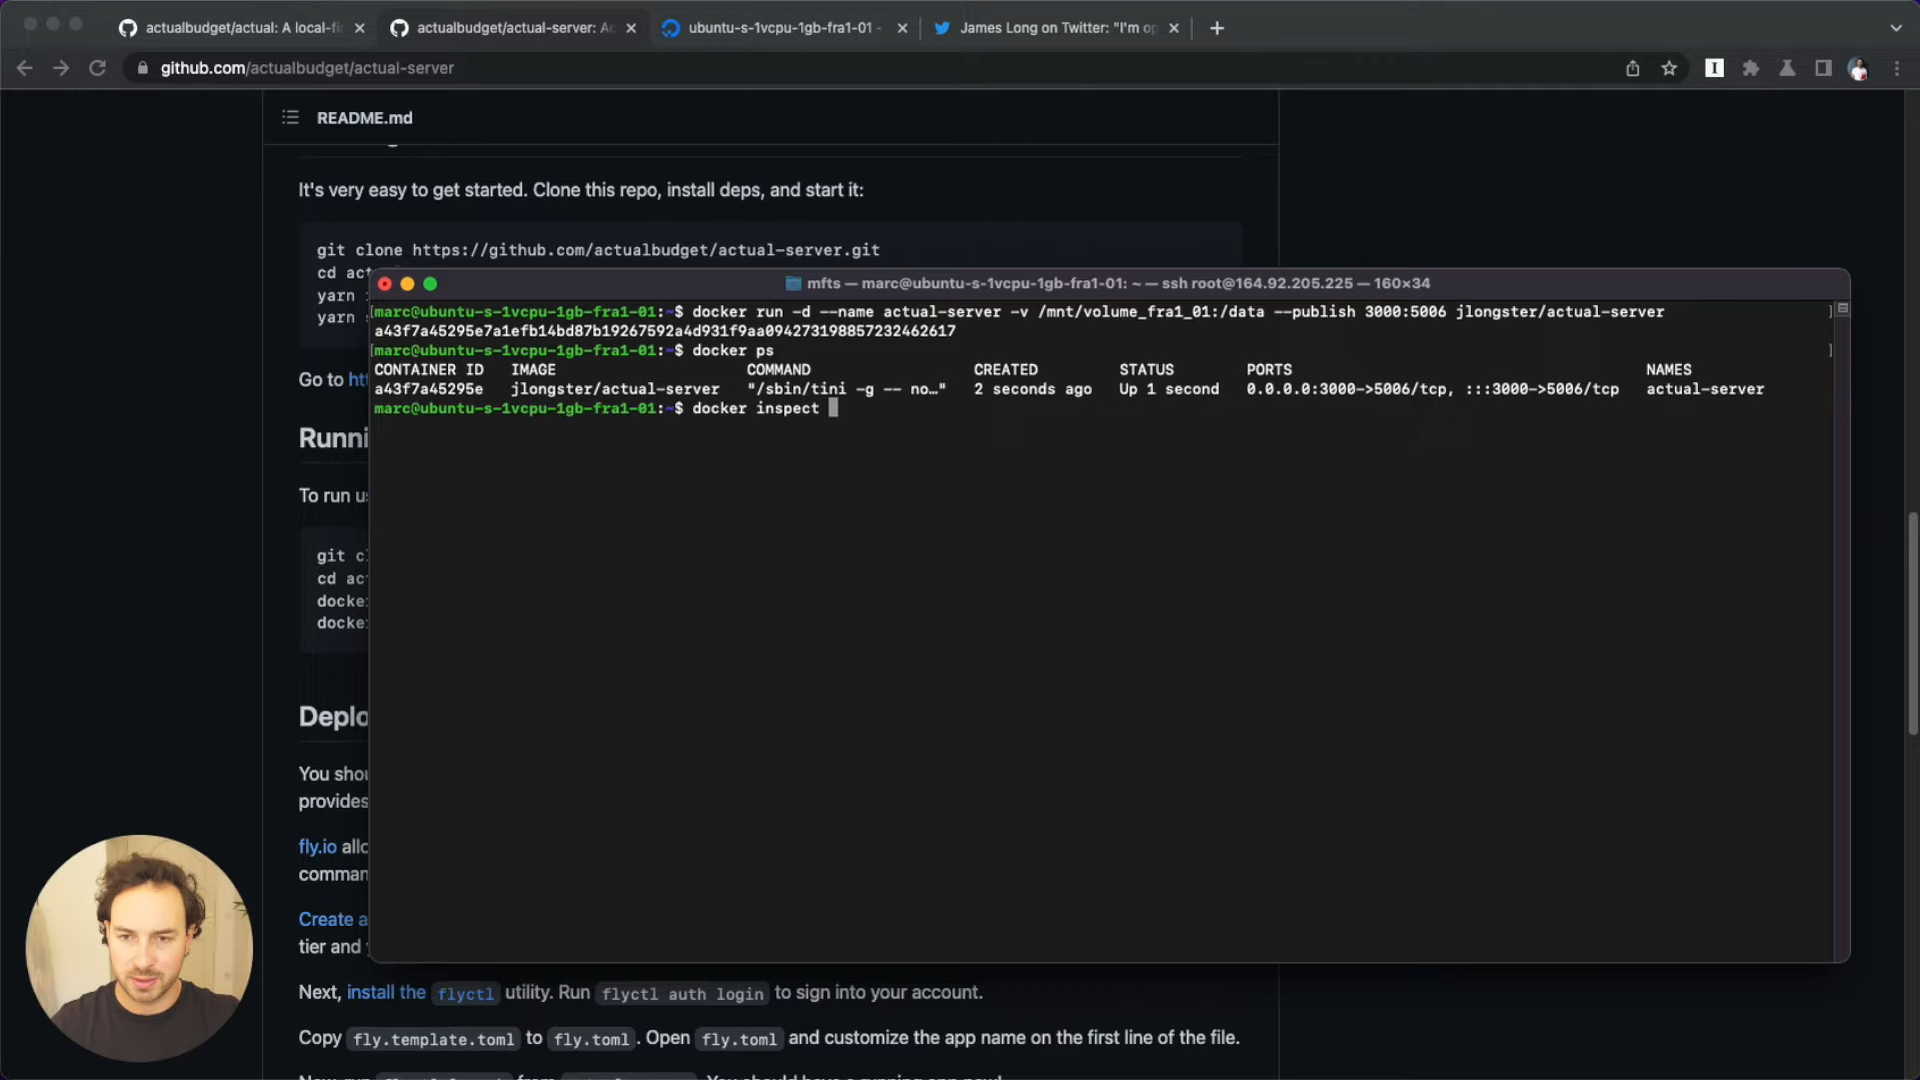 actualbudget/actual: A local-fi
actualbudget/actual-server: Ac
ubuntu-s-1vcpu-1gb-fra1-01 -
James Long on Twitter: "I'm op
github.com/actualbudget/actual-server
README.md
It's very easy to get started. Clone this repo, install deps, and start it:
git clone https://github.com/actualbudget/actual-server.git
cd act
yarn
yarn
Go to
Runni
To run u
git c
cd ac
docke
docke
Deplo
You shou
provides
fly.io allo
comman
Create a
tier and
Next, install the flyctl utility. Run flyctl auth login to sign into your account.
Copy fly.template.toml to fly.toml. Open fly.toml and customize the app name on the first line of the file.
mfts — marc@ubuntu-s-1vcpu-1gb-fra1-01: ~ — ssh root@164.92.205.225 — 160×34
[marc@ubuntu-s-1vcpu-1gb-fra1-01:~$ docker run -d --name actual-server -v /mnt/volume_fra1_01:/data --publish 3000:5006 jlongster/actual-server ]
a43f7a45295e7a1efb14bd87b19267592a4d931f9aa094273198857232462617
[marc@ubuntu-s-1vcpu-1gb-fra1-01:~$ docker ps ]
CONTAINER ID IMAGE COMMAND CREATED STATUS PORTS NAMES
a43f7a45295e jlongster/actual-server "/sbin/tini -g -- no…" 2 seconds ago Up 1 second 0.0.0.0:3000->5006/tcp, :::3000->5006/tcp actual-server
marc@ubuntu-s-1vcpu-1gb-fra1-01:~$ docker inspect